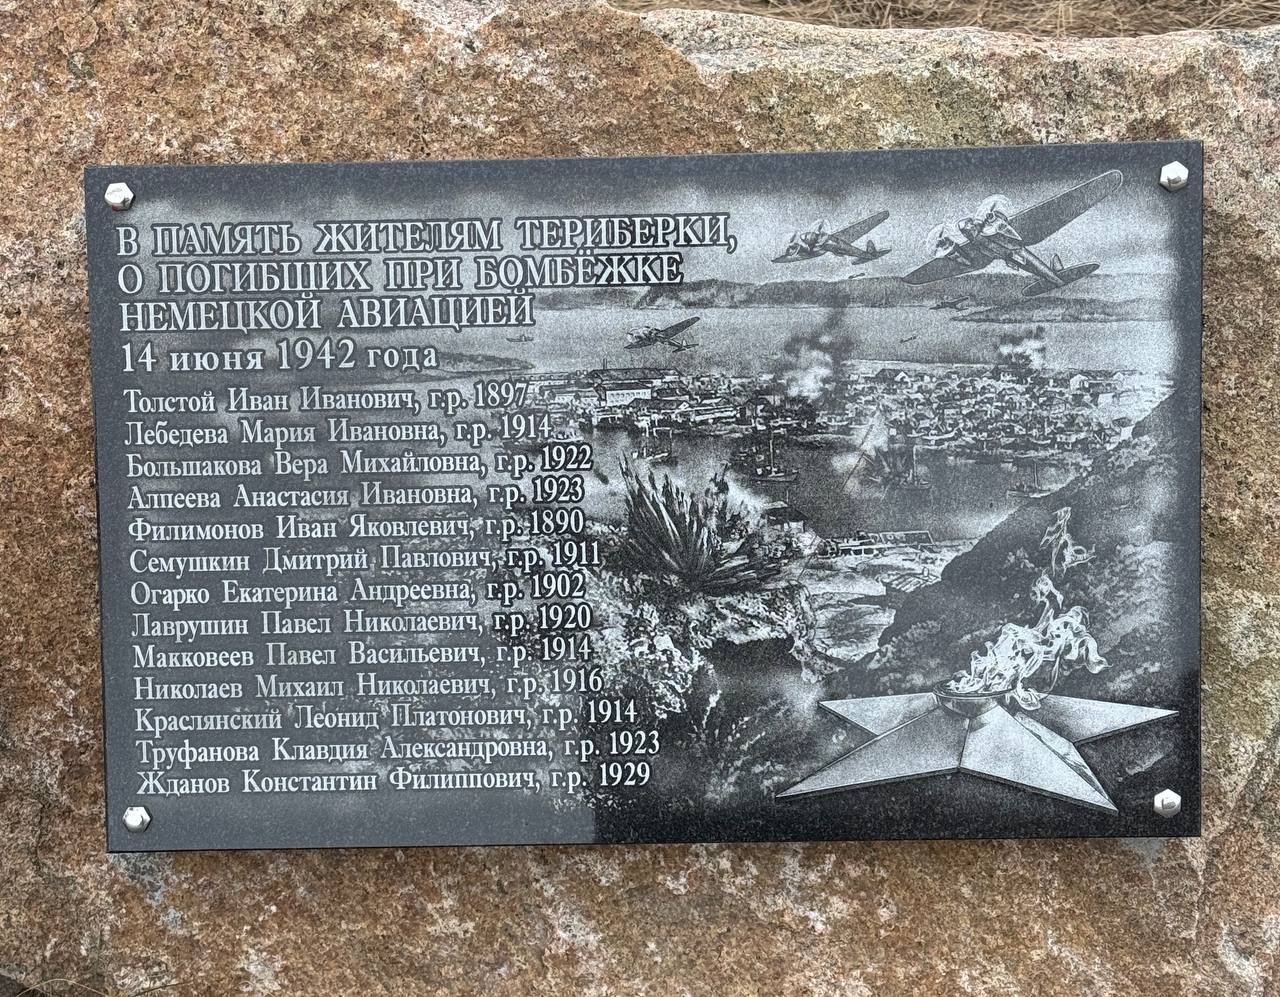 В ПАМЯТЬ ЖИТЕЛЯМ ТЕРИБЕРКИ,
О ПОГИБШИХ ПРИ БОМБЁЖКЕ
НЕМЕЦКОЙ АВИАЦИЕЙ
14 июня 1942 года
Толстой Иван Иванович, г.р. 1897
Лебедева Мария Ивановна, г.р. 1914
Большакова Вера Михайловна, г.р. 1922
Алпеева Анастасия Ивановна, г.р. 1923
Филимонов Иван Яковлевич, г.р. 1890
Семушкин Дмитрий Павлович, г.р. 1911
Огарко Екатерина Андреевна, г.р. 1902
Лаврушин Павел Николаевич, г.р. 1920
Макковеев Павел Васильевич, г.р. 1914
Николаев Михаил Николаевич, г.р. 1916
Краслянский Леонид Платонович, г.р. 1914
Труфанова Клавдия Александровна, г.р. 1923
Жданов Константин Филиппович, г.р. 1929